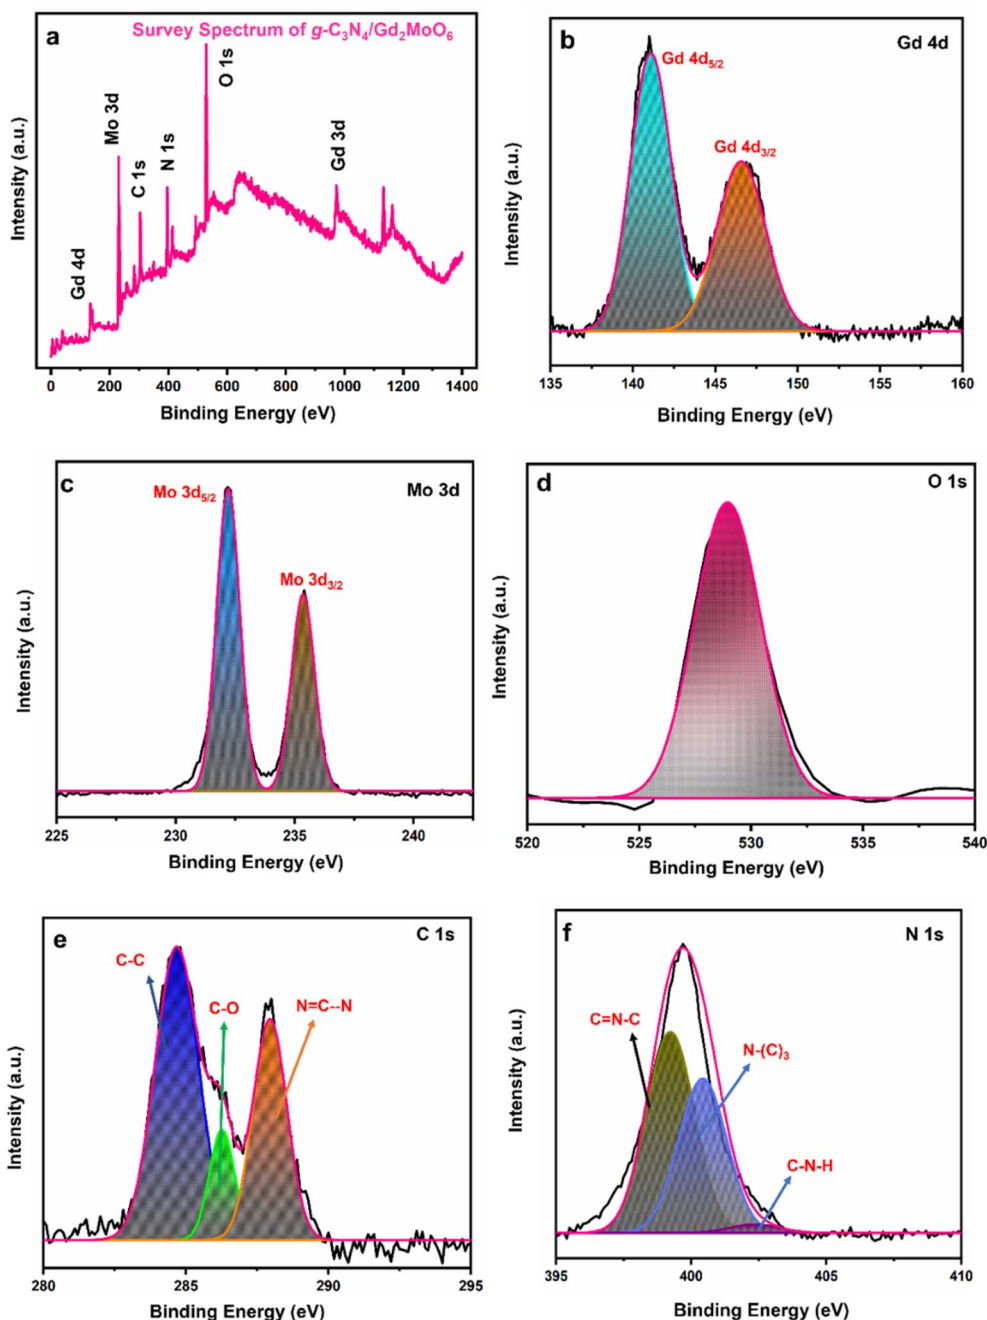 a
Survey Spectrum of g-C₃N₄/Gd₂MoO₆
Gd 4d
Mo 3d
C 1s
N 1s
O 1s
Gd 3d
Intensity (a.u.)
0 200 400 600 800 1000 1200 1400
Binding Energy (eV)
b
Gd 4d
Gd 4d₅/₂
Gd 4d₃/₂
Intensity (a.u.)
135 140 145 150 155 160
Binding Energy (eV)
c
Mo 3d
Mo 3d₅/₂
Mo 3d₃/₂
Intensity (a.u.)
225 230 235 240
Binding Energy (eV)
d
O 1s
Intensity (a.u.)
520 525 530 535 540
Binding Energy (eV)
e
C 1s
C-C
C-O
N=C--N
Intensity (a.u.)
280 285 290 295
Binding Energy (eV)
f
N 1s
C=N-C
N-(C)₃
C-N-H
Intensity (a.u.)
395 400 405 410
Binding Energy (eV)